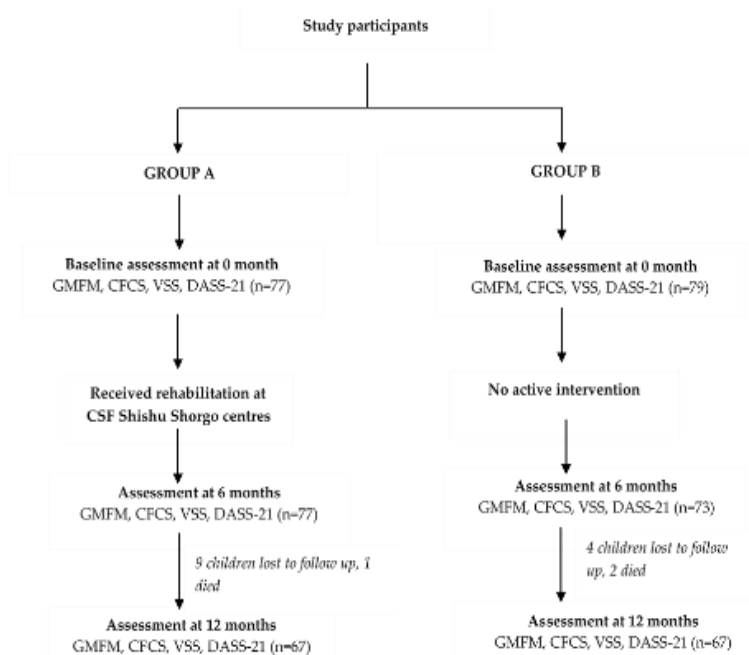 Study participants
GROUP A
GROUP B
Baseline assessment at 0 month
GMFM, CFCS, VSS, DASS-21 (n=77)
Baseline assessment at 0 month
GMFM, CFCS, VSS, DASS-21 (n=79)
Received rehabilitation at
CSF Shishu Shorgo centres
No active intervention
Assessment at 6 months
GMFM, CFCS, VSS, DASS-21 (n=77)
Assessment at 6 months
GMFM, CFCS, VSS, DASS-21 (n=73)
9 children lost to follow up, 1
died
4 children lost to follow
up, 2 died
Assessment at 12 months
GMFM, CFCS, VSS, DASS-21 (n=67)
Assessment at 12 months
GMFM, CFCS, VSS, DASS-21 (n=67)